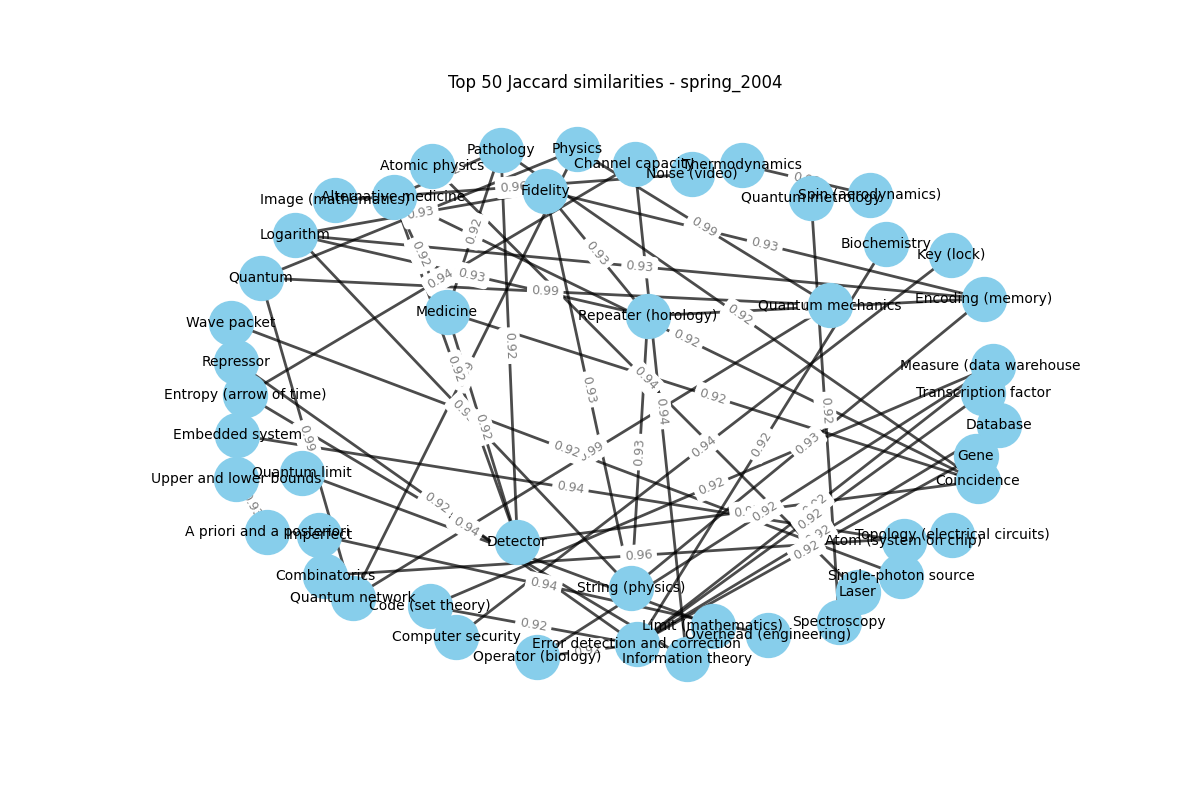 Top 50 Jaccard similarities - spring_2004
Pathology
Physics
Atomic physics
Channel capacity
Thermodynamics
Noise (video)
Fidelity
Image (mathematics)
Alternative medicine
Quantum metrology
Spin (aerodynamics)
Logarithm
Biochemistry
Key (lock)
Quantum
Encoding (memory)
Quantum mechanics
Medicine
Repeater (horology)
Wave packet
Repressor
Measure (data warehouse
Entropy (arrow of time)
Transcription factor
Embedded system
Database
Gene
Upper and lower bounds
Quantum limit
Coincidence
A priori and a posteriori
Imperfect
Detector
Topology (electrical circuits)
Atom (system on chip)
Combinatorics
Single-photon source
Quantum network
String (physics)
Laser
Code (set theory)
Spectroscopy
Computer security
Limit (mathematics)
Overhead (engineering)
Error detection and correction
Operator (biology)
Information theory
0.93
0.92
0.92
0.99
0.93
0.93
0.93
0.94
0.93
0.99
0.92
0.92
0.92
0.92
0.94
0.93
0.92
0.94
0.92
0.92
0.99
0.93
0.94
0.92
0.93
0.92
0.92
0.94
0.92
0.92
0.94
0.92
0.92
0.96
0.92
0.94
0.92